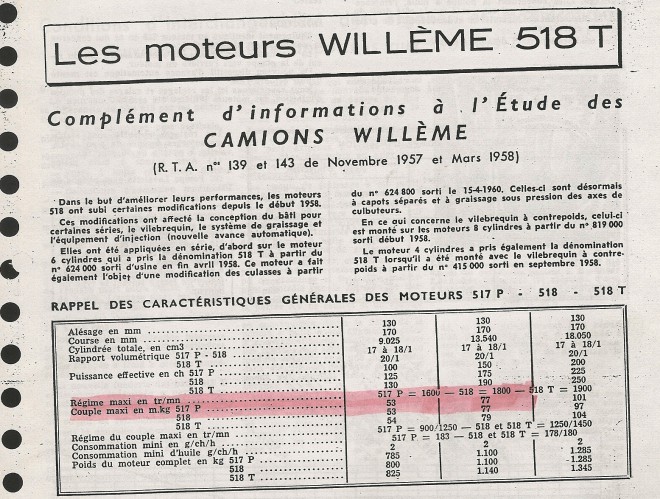 Les moteurs WILLÈME 518 T
Complément d'informations à l'Étude des
CAMIONS WILLÈME
(R. T. A. nos 139 et 143 de Novembre 1957 et Mars 1958)
Dans le but d'améliorer leurs performances, les moteurs
518 ont subi certaines modifications depuis le début 1958.
Ces modifications ont affecté la conception du bâti pour
certaines séries, le vilebrequin, le système de graissage et
l'équipement d'injection (nouvelle avance automatique).
Elles ont été appliquées en série, d'abord sur le moteur
6 cylindres qui a pris la dénomination 518 T à partir du
n° 624 000 sorti d'usine en fin avril 1958. Ce moteur a fait
également l'objet d'une modification des culasses à partir
du n° 624 800 sorti le 15-4-1960. Celles-ci sont désormais
à capots séparés et à graissage sous pression des axes de
culbuteurs.
En ce qui concerne le vilebrequin à contrepoids, celui-ci
est monté sur les moteurs 8 cylindres à partir du n° 819 000
sorti début 1958.
Le moteur 4 cylindres a pris également la dénomination
518 T lorsqu'il a été monté avec le vilebrequin à contre-
poids à partir du n° 415 000 sorti en septembre 1958.
RAPPEL DES CARACTÉRISTIQUES GÉNÉRALES DES MOTEURS 517 P - 518 - 518 T
Alésage en mm 130 130 130
Course en mm 170 170 170
Cylindrée totale, en cm3 9.025 13.540 18.050
Rapport volumétrique 517 P - 518 17 à 18/1 17 à 18/1 17 à 18/1
518 T 20/1 20/1 20/1
Puissance effective en ch 517 P 100 150 200
518 125 175 225
518 T 130 190 250
Régime maxi en tr/mn 517 P = 1600 — 518 = 1800 — 518 T = 1900
Couple maxi en m.kg 517 P 53 77 101
518 53 77 97
518 T 54 79 104
Régime du couple maxi en tr/mn 517 P = 900/1250 — 518 et 518 T = 1250/1450
Consommation mini en g/ch/h 517 P = 183 — 518 et 518 T = 178/180
Consommation mini d'huile g/ch/h 2 2 2
Poids du moteur complet en kg 517 P 785 1.100 1.285
518 800 1.100 1.285
518 T 825 1.140 1.345